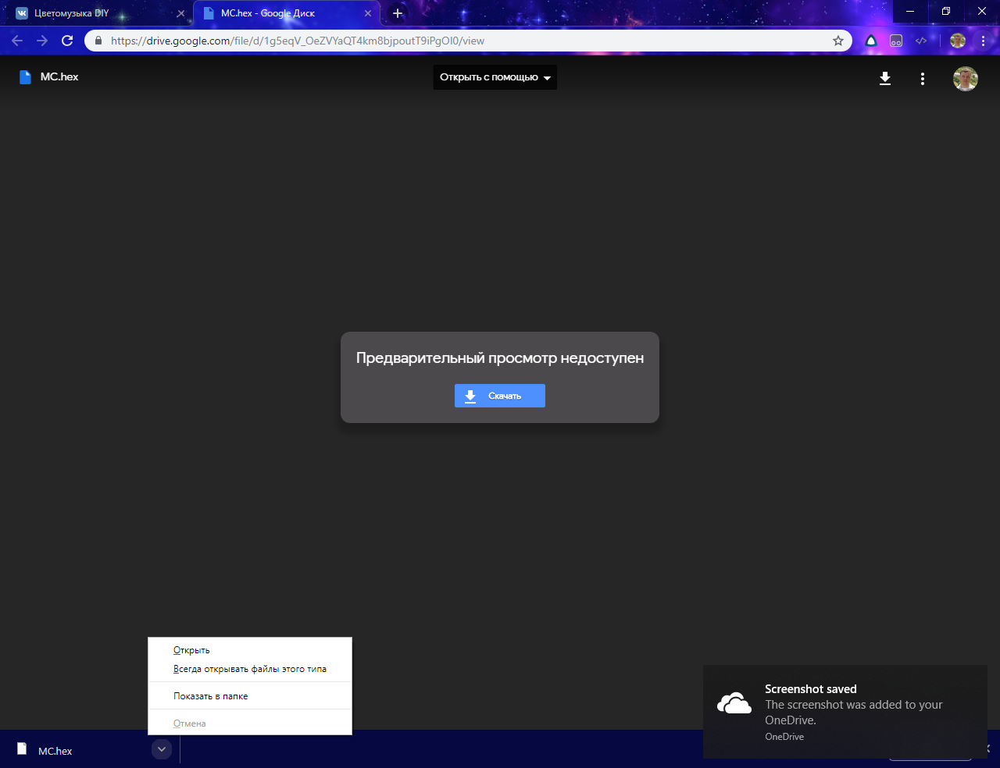 Цветомузыка DIY
MC.hex - Google Диск
https://drive.google.com/file/d/1g5eqV_OeZVYaQT4km8bjpoutT9iPgOI0/view
MC.hex
Открыть с помощью
Предварительный просмотр недоступен
Скачать
Открыть
Всегда открывать файлы этого типа
Показать в папке
Отмена
Screenshot saved
The screenshot was added to your
OneDrive.
OneDrive
MC.hex